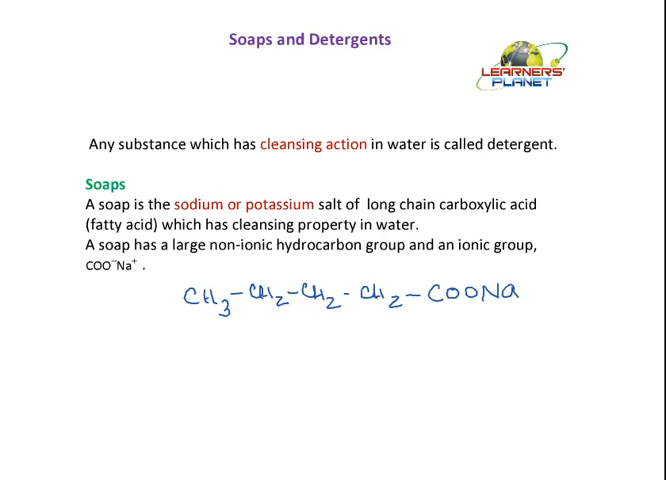 Soaps and Detergents
LEARNERS'
PLANET
Any substance which has cleansing action in water is called detergent.
Soaps
A soap is the sodium or potassium salt of long chain carboxylic acid
(fatty acid) which has cleansing property in water.
A soap has a large non-ionic hydrocarbon group and an ionic group,
COO⁻Na⁺ .
CH₃-CH₂-CH₂-CH₂-COONa